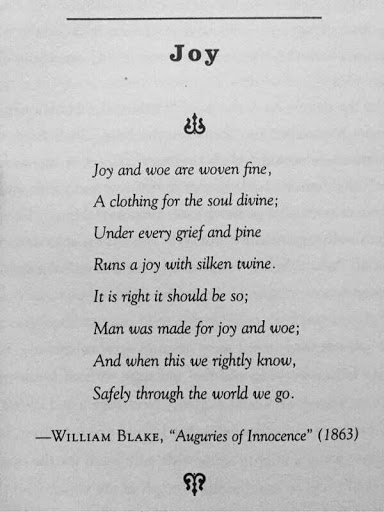 Joy
Joy and woe are woven fine,
A clothing for the soul divine;
Under every grief and pine
Runs a joy with silken twine.
It is right it should be so;
Man was made for joy and woe;
And when this we rightly know,
Safely through the world we go.
—WILLIAM BLAKE, “Auguries of Innocence” (1863)